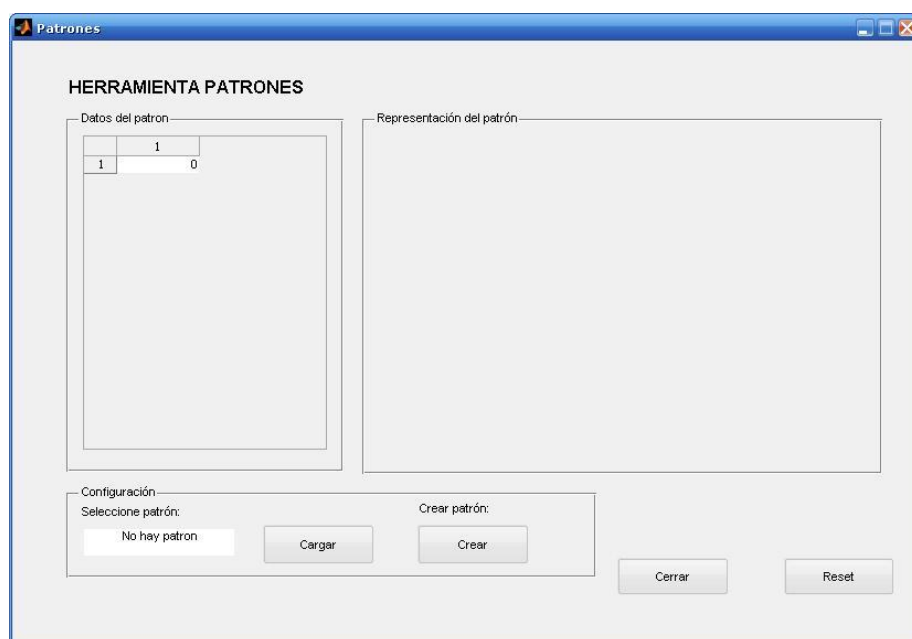 Patrones
HERRAMIENTA PATRONES
Datos del patron
1
1 0
Representación del patrón
Configuración
Seleccione patrón:
No hay patron
Cargar
Crear patrón:
Crear
Cerrar
Reset